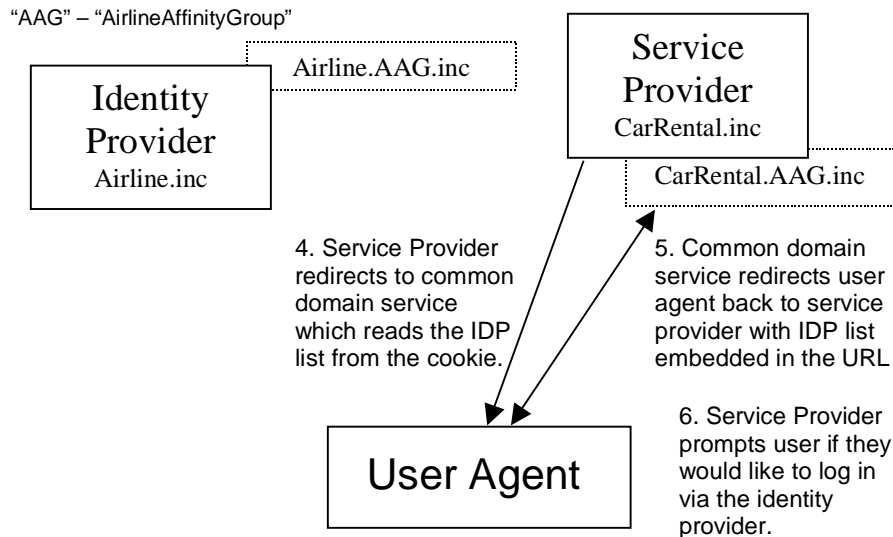 “AAG” – “AirlineAffinityGroup”
Identity
Provider
Airline.inc
Airline.AAG.inc
Service
Provider
CarRental.inc
CarRental.AAG.inc
4. Service Provider
redirects to common
domain service
which reads the IDP
list from the cookie.
5. Common domain
service redirects user
agent back to service
provider with IDP list
embedded in the URL
6. Service Provider
prompts user if they
would like to log in
via the identity
provider.
User Agent